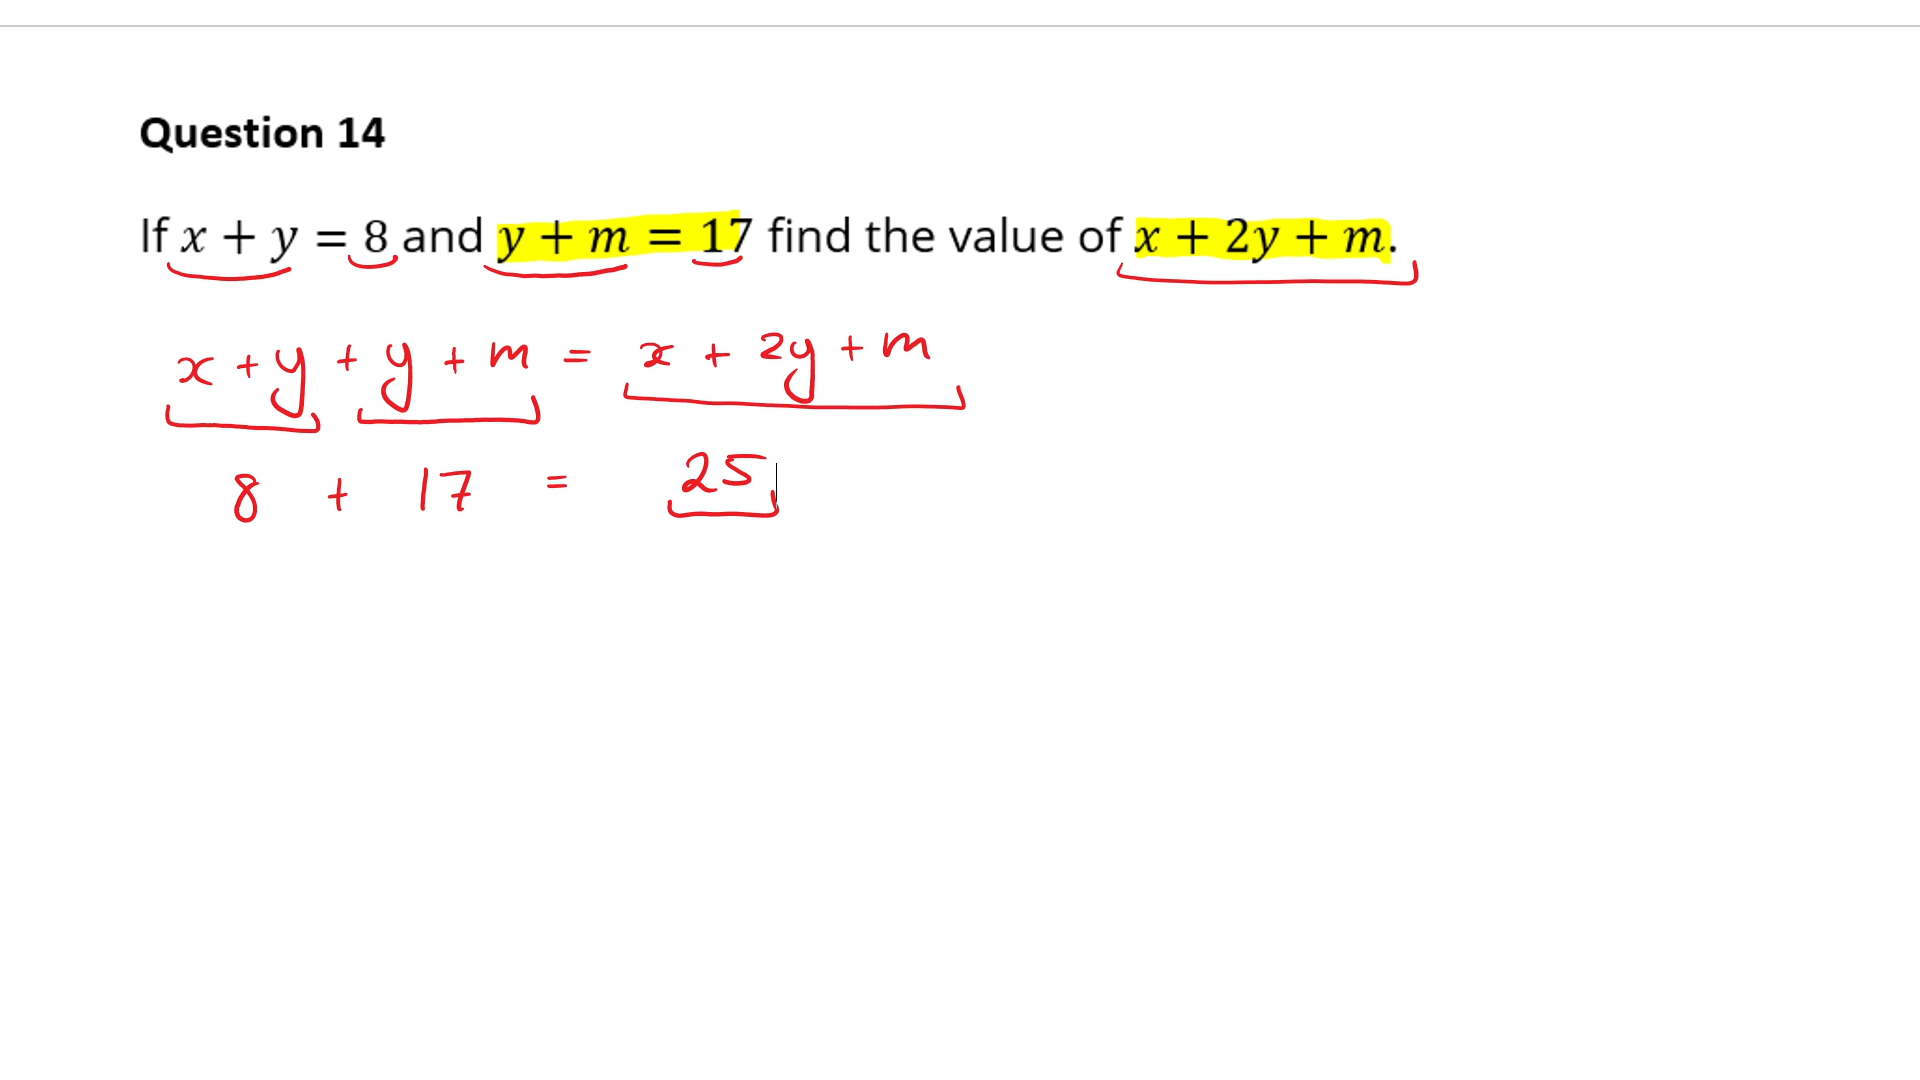 Question 14
If x + y = 8 and y + m = 17 find the value of x + 2y + m.
x + y + y + m = x + 2y + m
8 + 17 = 25